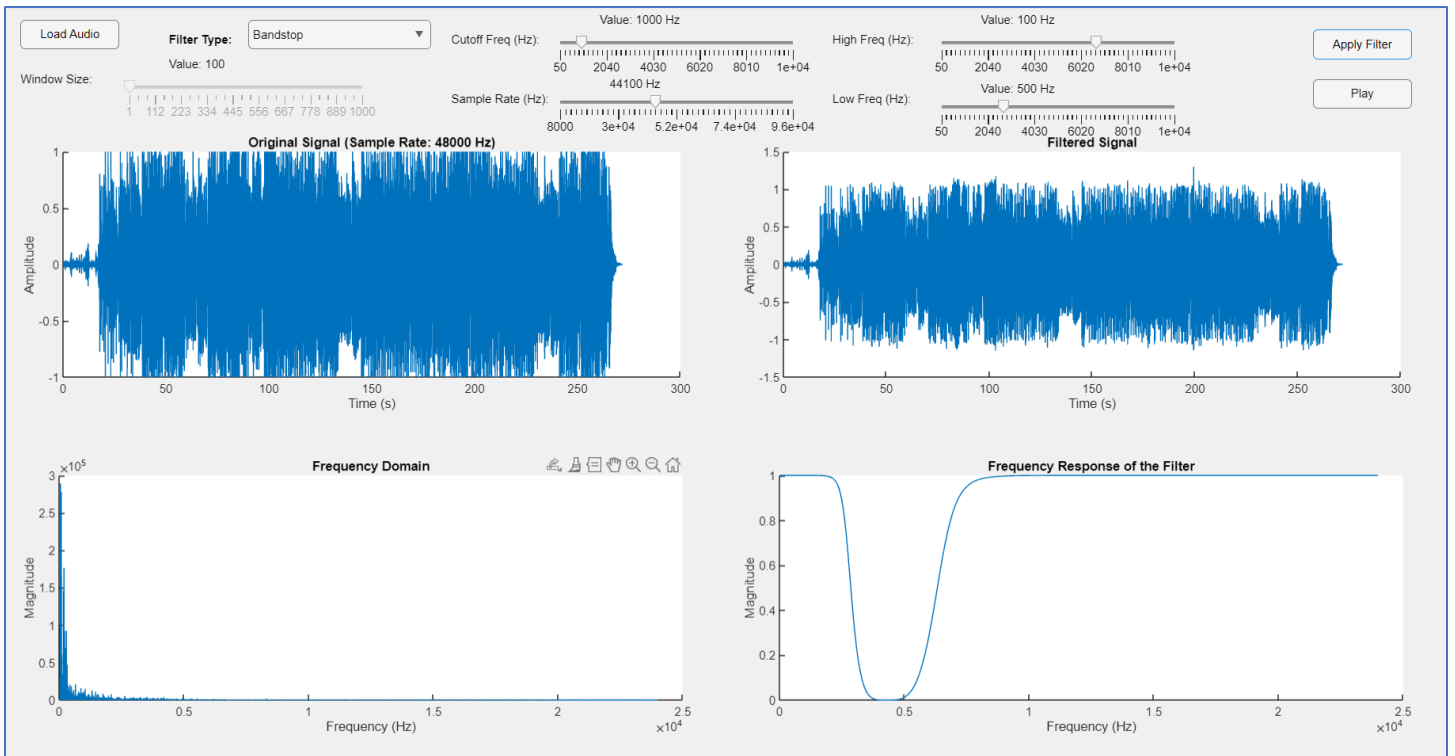 Load Audio
Filter Type:
Bandstop
Value: 100
Window Size:
1 112 223 334 445 556 667 778 889 1000
Value: 1000 Hz
Cutoff Freq (Hz):
50 2040 4030 6020 8010 1e+04
44100 Hz
Sample Rate (Hz):
8000 3e+04 5.2e+04 7.4e+04 9.6e+04
Value: 100 Hz
High Freq (Hz):
50 2040 4030 6020 8010 1e+04
Value: 500 Hz
Low Freq (Hz):
50 2040 4030 6020 8010 1e+04
Apply Filter
Play
Original Signal (Sample Rate: 48000 Hz)
1
0.5
0
-0.5
-1
Amplitude
0 50 100 150 200 250 300
Time (s)
Filtered Signal
1.5
1
0.5
0
-0.5
-1
-1.5
Amplitude
0 50 100 150 200 250 300
Time (s)
Frequency Domain
×10⁵
3
2.5
2
1.5
1
0.5
0
Magnitude
0 0.5 1 1.5 2 2.5
×10⁴
Frequency (Hz)
Frequency Response of the Filter
1
0.8
0.6
0.4
0.2
0
Magnitude
0 0.5 1 1.5 2 2.5
×10⁴
Frequency (Hz)